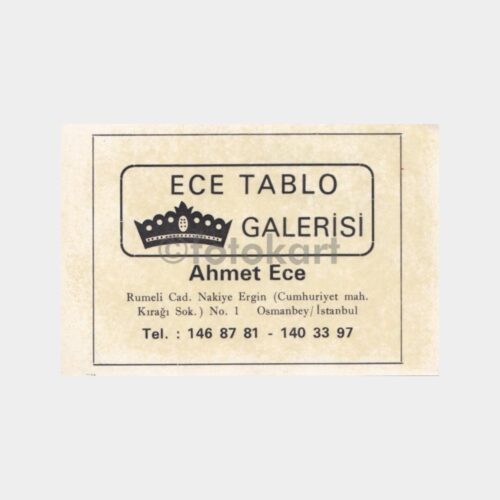 ECE TABLO
GALERİSİ
©fotokart
Ahmet Ece
Rumeli Cad. Nakiye Ergin (Cumhuriyet mah.
Kırağı Sok.) No. 1 Osmanbey/İstanbul
Tel. : 146 87 81 - 140 33 97